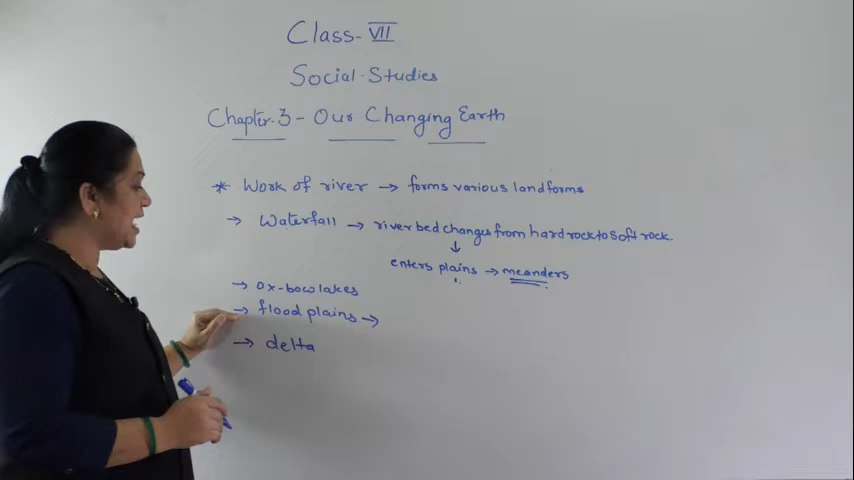 Class-VII
Social-Studies
Chapter.3 - Our Changing Earth
* Work of river → forms various landforms
→ Waterfall → river bed changes from hard rock to soft rock.
↓
enters plains → meanders
→ Ox-bow lakes
→ flood plains →
→ delta